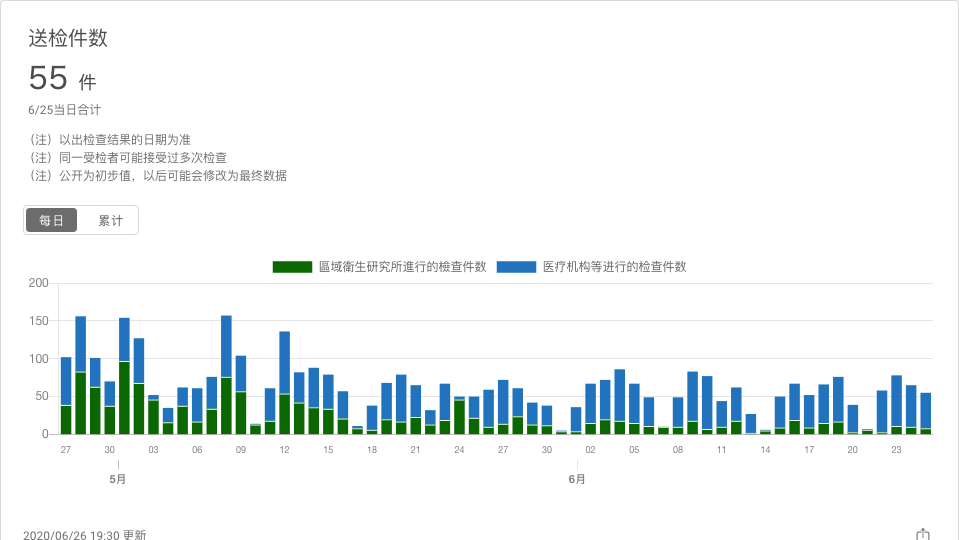 送检件数
55 件
6/25当日合计
（注）以出检查结果的日期为准
（注）同一受检者可能接受过多次检查
（注）公开为初步值，以后可能会修改为最终数据
每日 累计
區域衛生研究所進行的檢查件数 医疗机构等进行的检查件数
200
150
100
50
0
27 30 03 06 09 12 15 18 21 24 27 30 02 05 08 11 14 17 20 23
5月 6月
2020/06/26 19:30 更新